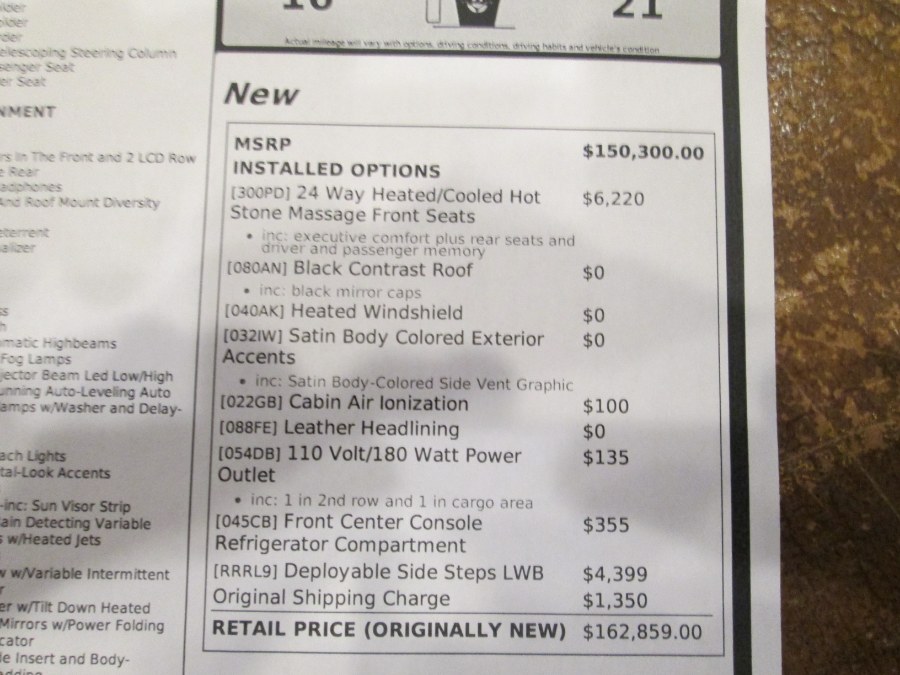 ilder
older
rder
elescoping Steering Column
senger Seat
er Seat
NMENT
rs In The Front and 2 LCD Row
e Rear
adphones
And Roof Mount Diversity
eterrent
ualizer
ss
h
omatic Highbeams
Fog Lamps
jector Beam Led Low/High
unning Auto-Leveling Auto
amps w/Washer and Delay-
ach Lights
tal-Look Accents
-inc: Sun Visor Strip
ain Detecting Variable
s w/Heated Jets
w w/Variable Intermittent
r
er w/Tilt Down Heated
Mirrors w/Power Folding
cator
le Insert and Body-
16 21
Actual mileage will vary with options, driving conditions, driving habits and vehicle's condition
New
MSRP $150,300.00
INSTALLED OPTIONS
[300PD] 24 Way Heated/Cooled Hot $6,220
Stone Massage Front Seats
• inc: executive comfort plus rear seats and
driver and passenger memory
[080AN] Black Contrast Roof $0
• inc: black mirror caps
[040AK] Heated Windshield $0
[032IW] Satin Body Colored Exterior $0
Accents
• inc: Satin Body-Colored Side Vent Graphic
[022GB] Cabin Air Ionization $100
[088FE] Leather Headlining $0
[054DB] 110 Volt/180 Watt Power $135
Outlet
• inc: 1 in 2nd row and 1 in cargo area
[045CB] Front Center Console $355
Refrigerator Compartment
[RRRL9] Deployable Side Steps LWB $4,399
Original Shipping Charge $1,350
RETAIL PRICE (ORIGINALLY NEW) $162,859.00